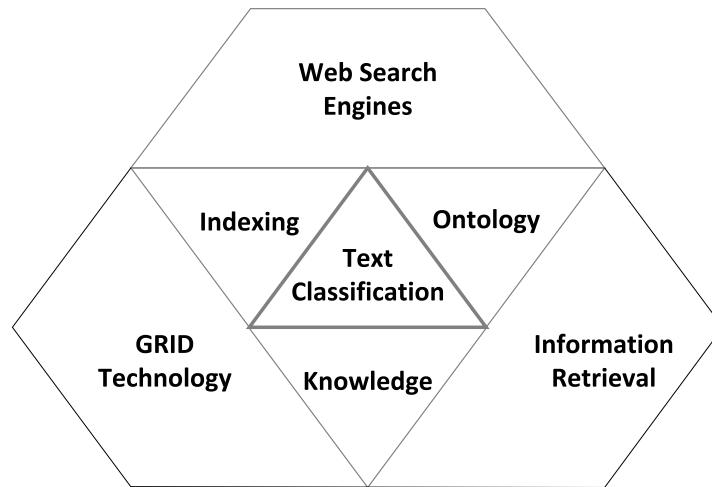 Web Search
Engines
Indexing
Ontology
Text
Classification
GRID
Technology
Knowledge
Information
Retrieval